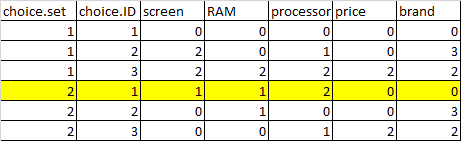 choice.set choice.ID screen RAM processor price brand
1 1 0 0 0 0 0
1 2 2 0 1 0 3
1 3 2 2 2 2 2
2 1 1 1 2 0 0
2 2 0 1 0 0 3
2 3 0 0 1 2 2